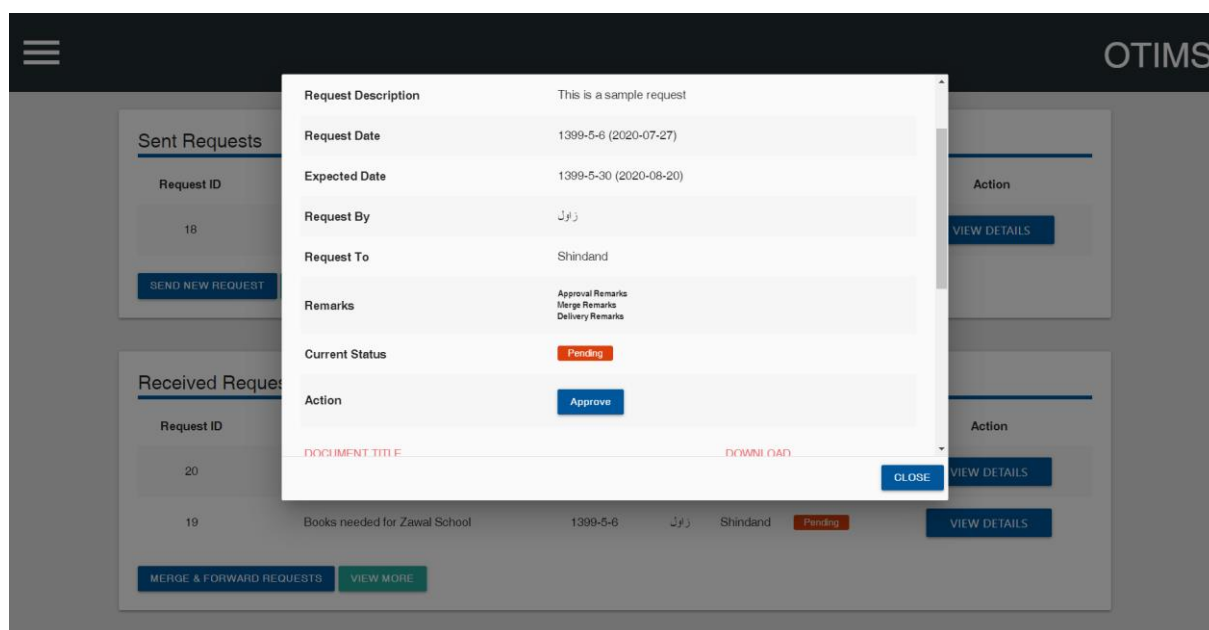 OTIMS
Sent Requests
Request ID
Action
18
VIEW DETAILS
SEND NEW REQUEST
Request Description This is a sample request
Request Date 1399-5-6 (2020-07-27)
Expected Date 1399-5-30 (2020-08-20)
Request By زاول
Request To Shindand
Remarks
Approval Remarks
Merge Remarks
Delivery Remarks
Current Status Pending
Action Approve
DOCUMENT TITLE DOWNLOAD
CLOSE
Received
Request ID
Action
20
VIEW DETAILS
19 Books needed for Zawal School 1399-5-6 زاول Shindand Pending VIEW DETAILS
MERGE & FORWARD REQUESTS VIEW MORE